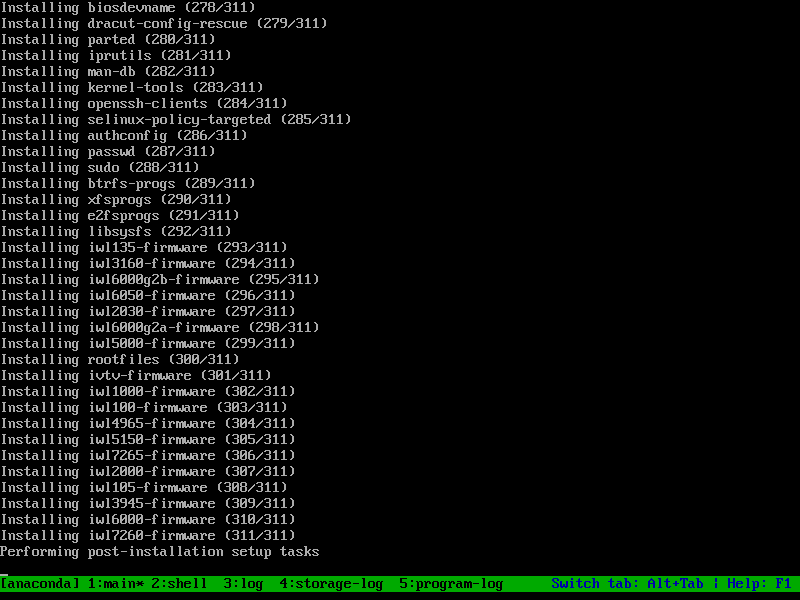 Installing biosdevname (278/311)
Installing dracut-config-rescue (279/311)
Installing parted (280/311)
Installing iprutils (281/311)
Installing man-db (282/311)
Installing kernel-tools (283/311)
Installing openssh-clients (284/311)
Installing selinux-policy-targeted (285/311)
Installing authconfig (286/311)
Installing passwd (287/311)
Installing sudo (288/311)
Installing btrfs-progs (289/311)
Installing xfsprogs (290/311)
Installing e2fsprogs (291/311)
Installing libsysfs (292/311)
Installing iwl135-firmware (293/311)
Installing iwl3160-firmware (294/311)
Installing iwl6000g2b-firmware (295/311)
Installing iwl6050-firmware (296/311)
Installing iwl2030-firmware (297/311)
Installing iwl6000g2a-firmware (298/311)
Installing iwl5000-firmware (299/311)
Installing rootfiles (300/311)
Installing ivtv-firmware (301/311)
Installing iwl1000-firmware (302/311)
Installing iwl100-firmware (303/311)
Installing iwl4965-firmware (304/311)
Installing iwl5150-firmware (305/311)
Installing iwl7265-firmware (306/311)
Installing iwl2000-firmware (307/311)
Installing iwl105-firmware (308/311)
Installing iwl3945-firmware (309/311)
Installing iwl6000-firmware (310/311)
Installing iwl7260-firmware (311/311)
Performing post-installation setup tasks
[anaconda] 1:main* 2:shell  3:log  4:storage-log  5:program-log      Switch tab: Alt+Tab | Help: F1